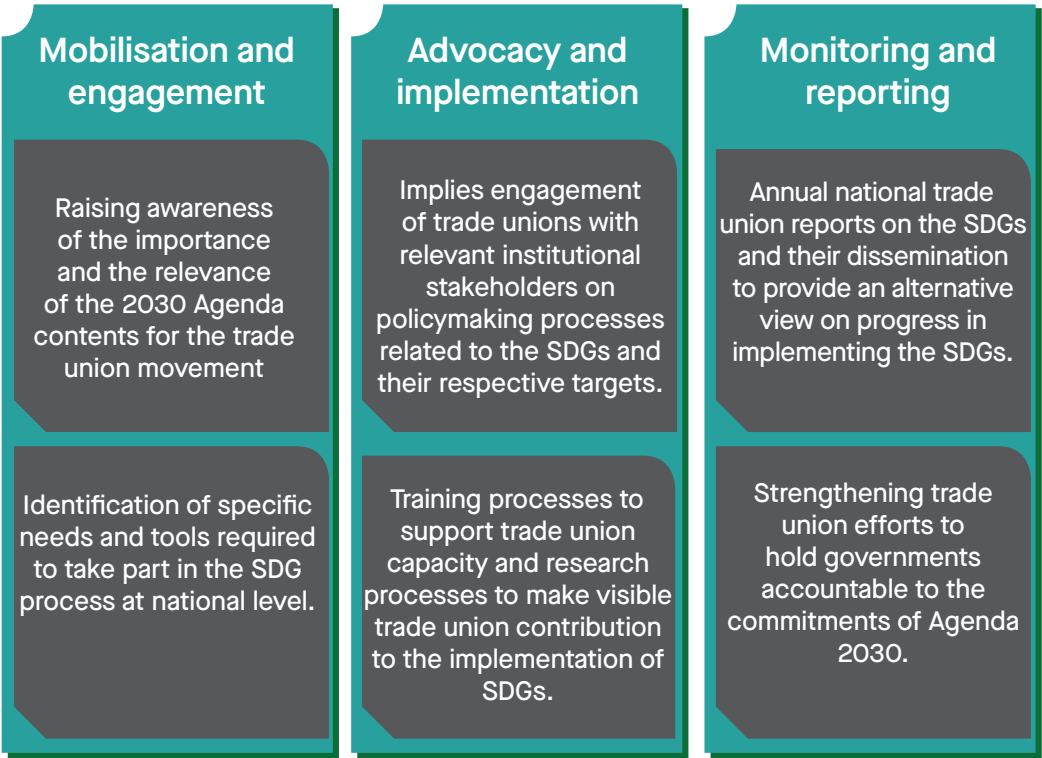 Mobilisation and
engagement
Raising awareness
of the importance
and the relevance
of the 2030 Agenda
contents for the trade
union movement
Identification of specific
needs and tools required
to take part in the SDG
process at national level.
Advocacy and
implementation
Implies engagement
of trade unions with
relevant institutional
stakeholders on
policymaking processes
related to the SDGs and
their respective targets.
Training processes to
support trade union
capacity and research
processes to make visible
trade union contribution
to the implementation of
SDGs.
Monitoring and
reporting
Annual national trade
union reports on the SDGs
and their dissemination
to provide an alternative
view on progress in
implementing the SDGs.
Strengthening trade
union efforts to
hold governments
accountable to the
commitments of Agenda
2030.